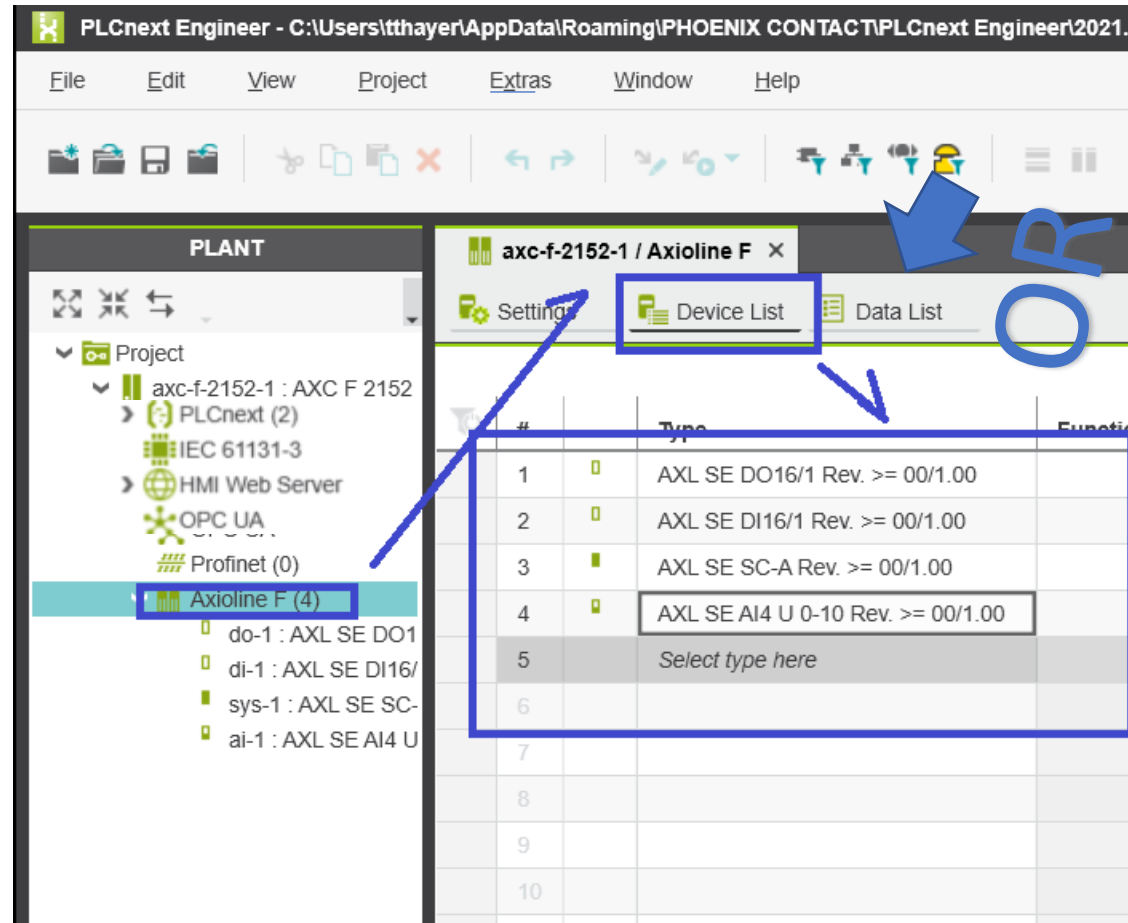 PLCnext Engineer - C:\Users\tthayer\AppData\Roaming\PHOENIX CONTACT\PLCnext Engineer\2021.
File Edit View Project Extras Window Help
PLANT
Project
axc-f-2152-1 : AXC F 2152
PLCnext (2)
IEC 61131-3
HMI Web Server
OPC UA
Profinet (0)
Axioline F (4)
do-1 : AXL SE DO1
di-1 : AXL SE DI16/
sys-1 : AXL SE SC-
ai-1 : AXL SE AI4 U
axc-f-2152-1 / Axioline F
Settings Device List Data List
OR
# Type Functi
1 AXL SE DO16/1 Rev. >= 00/1.00
2 AXL SE DI16/1 Rev. >= 00/1.00
3 AXL SE SC-A Rev. >= 00/1.00
4 AXL SE AI4 U 0-10 Rev. >= 00/1.00
5 Select type here
6
7
8
9
10